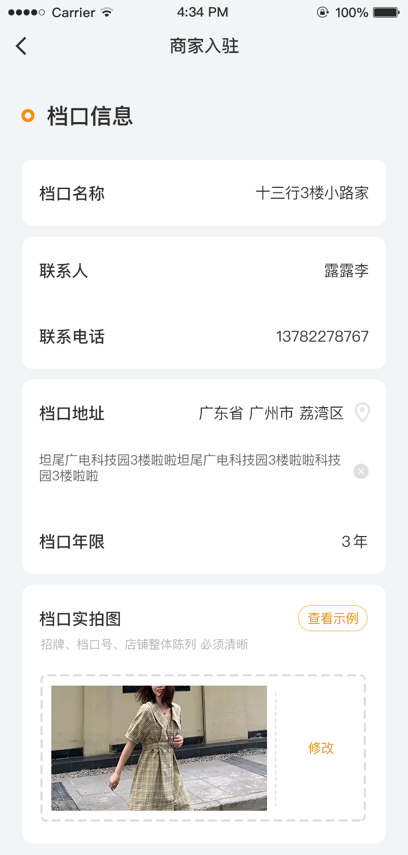 Carrier 4:34 PM 100%
商家入驻
档口信息
档口名称 十三行3楼小路家
联系人 露露李
联系电话 13782278767
档口地址 广东省 广州市 荔湾区
坦尾广电科技园3楼啦啦坦尾广电科技园3楼啦啦科技
园3楼啦啦
档口年限 3年
档口实拍图 查看示例
招牌、档口号、店铺整体陈列 必须清晰
修改